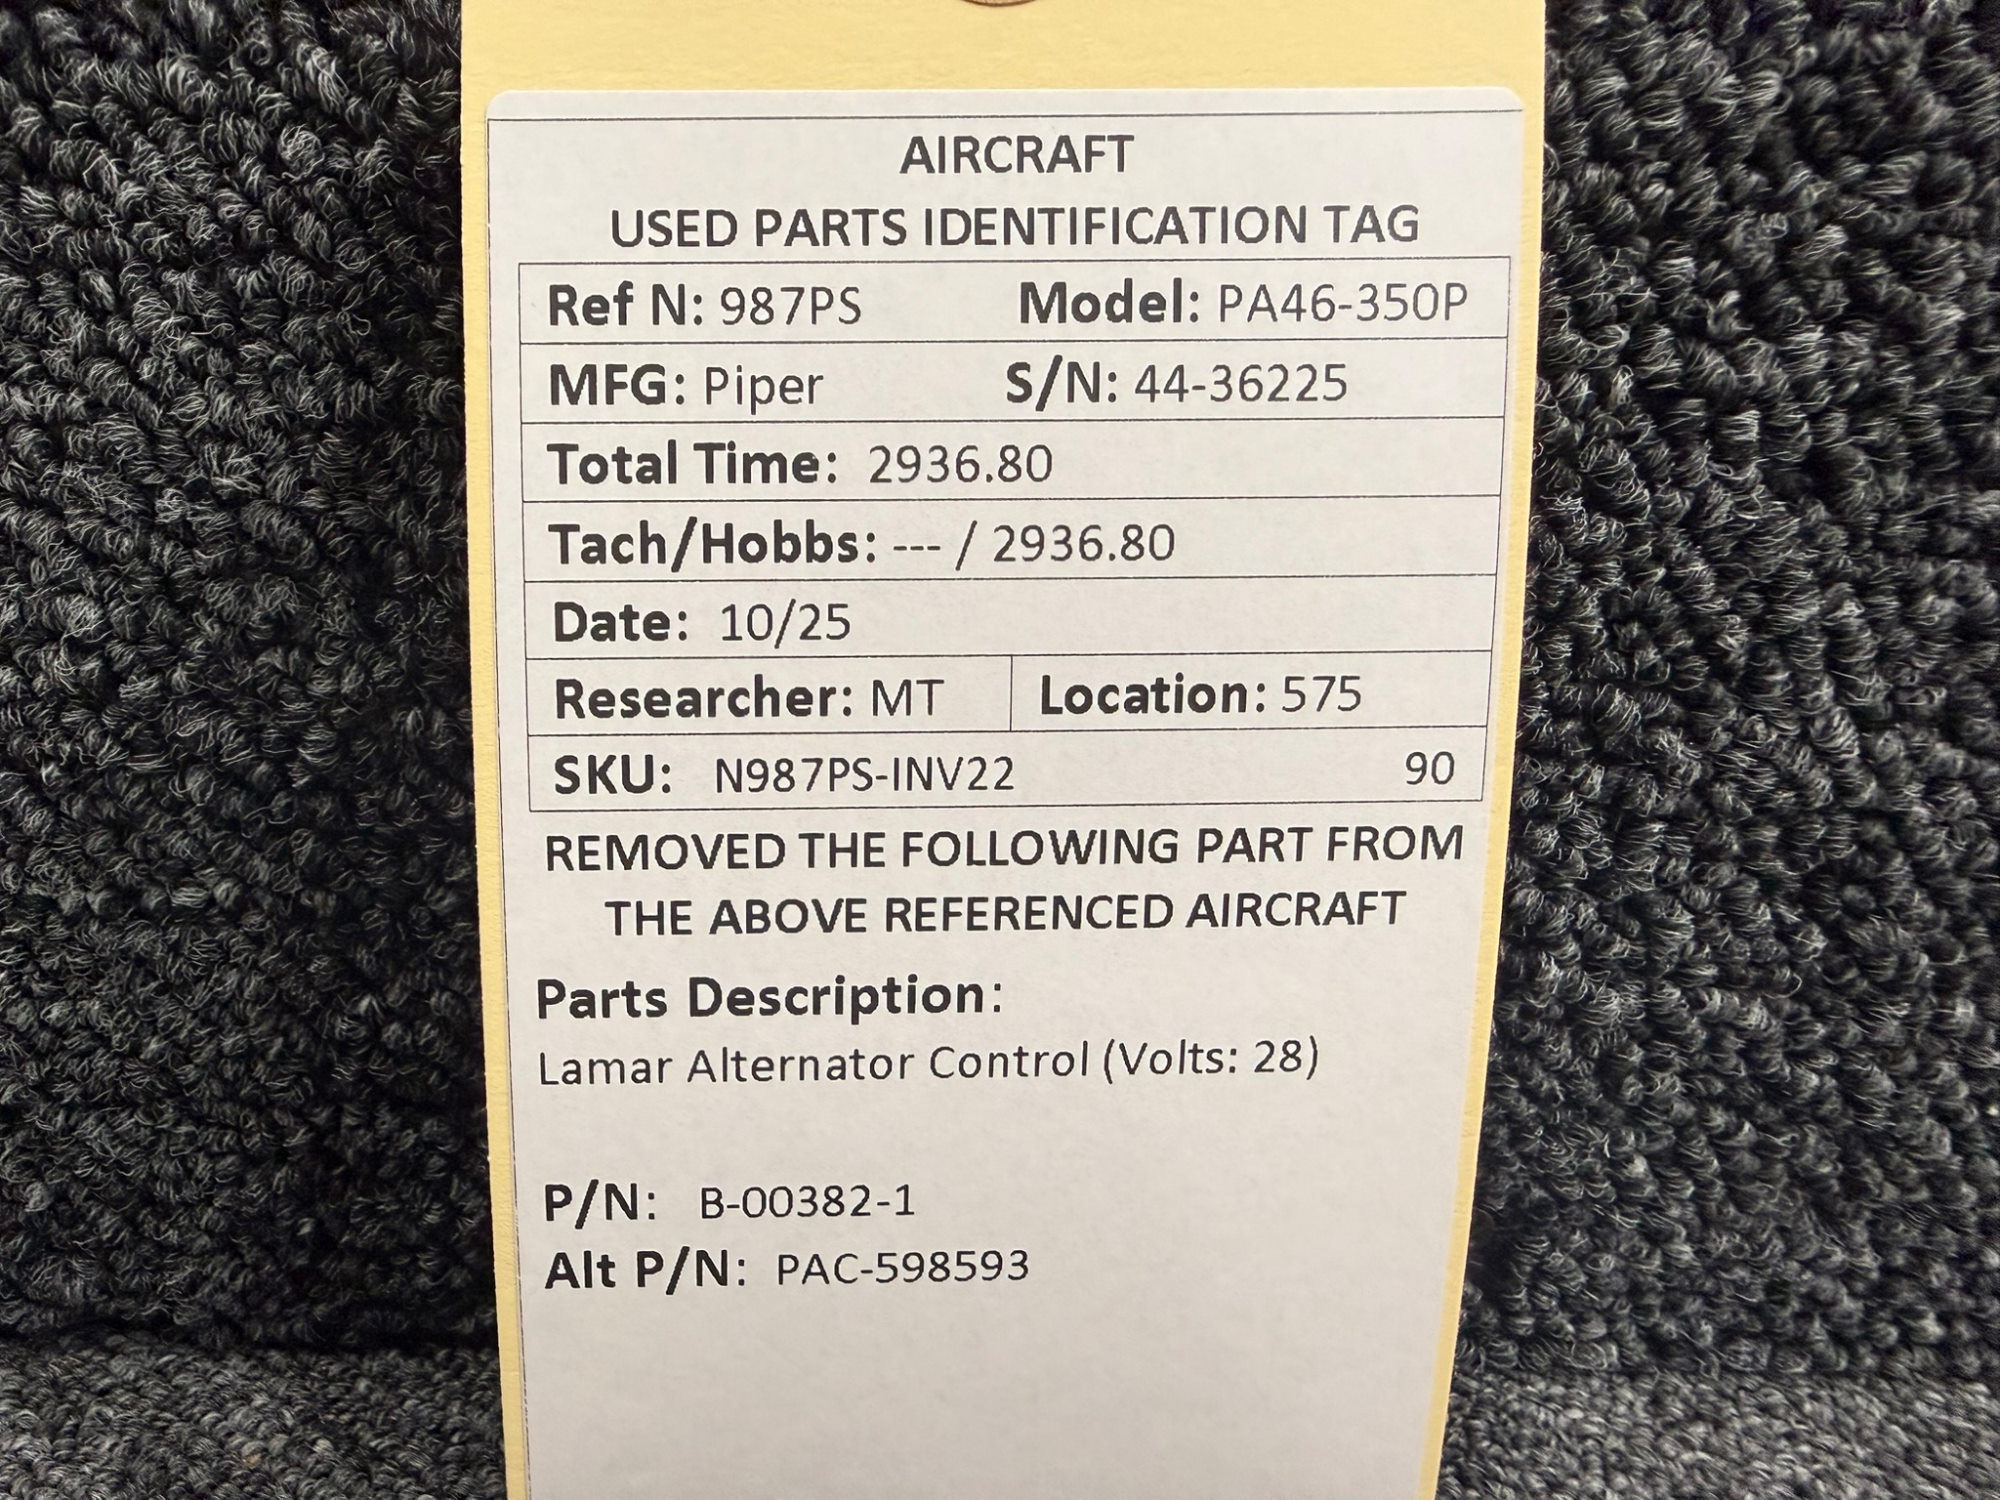 AIRCRAFT
USED PARTS IDENTIFICATION TAG
Ref N: 987PS Model: PA46-350P
MFG: Piper S/N: 44-36225
Total Time: 2936.80
Tach/Hobbs: --- / 2936.80
Date: 10/25
Researcher: MT Location: 575
SKU: N987PS-INV22 90
REMOVED THE FOLLOWING PART FROM
THE ABOVE REFERENCED AIRCRAFT
Parts Description:
Lamar Alternator Control (Volts: 28)
P/N: B-00382-1
Alt P/N: PAC-598593